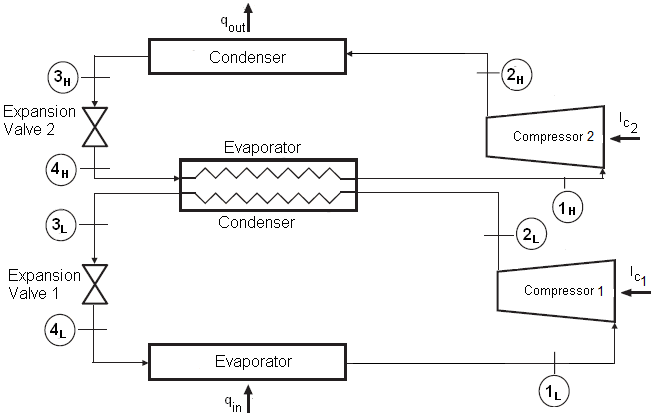 qout
Condenser
3H
2H
Expansion
Valve 2
Ic2
Compressor 2
Evaporator
4H
1H
Condenser
3L
2L
Expansion
Valve 1
Ic1
Compressor 1
4L
Evaporator
1L
qin